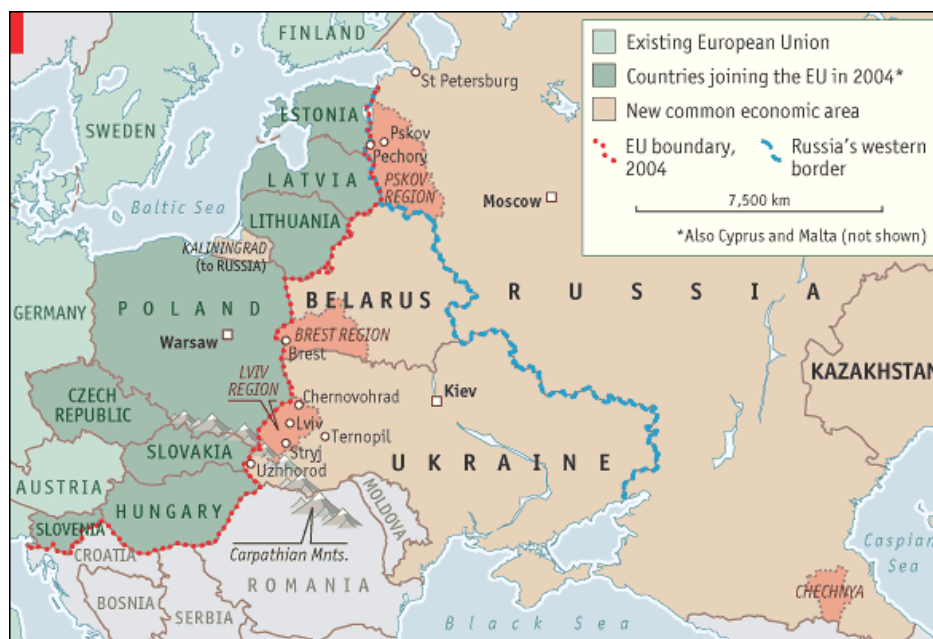 FINLAND
Existing European Union
Countries joining the EU in 2004*
New common economic area
EU boundary,
2004
Russia's western
border
7,500 km
*Also Cyprus and Malta (not shown)
St Petersburg
SWEDEN
ESTONIA
Pskov
Pechory
PSKOV
REGION
LATVIA
Moscow
Baltic Sea
LITHUANIA
KALININGRAD
(to RUSSIA)
GERMANY
POLAND
BELARUS
RUSSIA
Warsaw
BREST REGION
Brest
KAZAKHSTAN
LVIV
REGION
CZECH
REPUBLIC
Chernovohrad
Kiev
Lviv
Ternopil
Stryj
SLOVAKIA
Uzhhorod
UKRAINE
AUSTRIA
HUNGARY
MOLDOVA
SLOVENIA
CROATIA
Carpathian Mnts.
ROMANIA
BOSNIA
SERBIA
Black Sea
Caspian
Sea
CHECHNYA